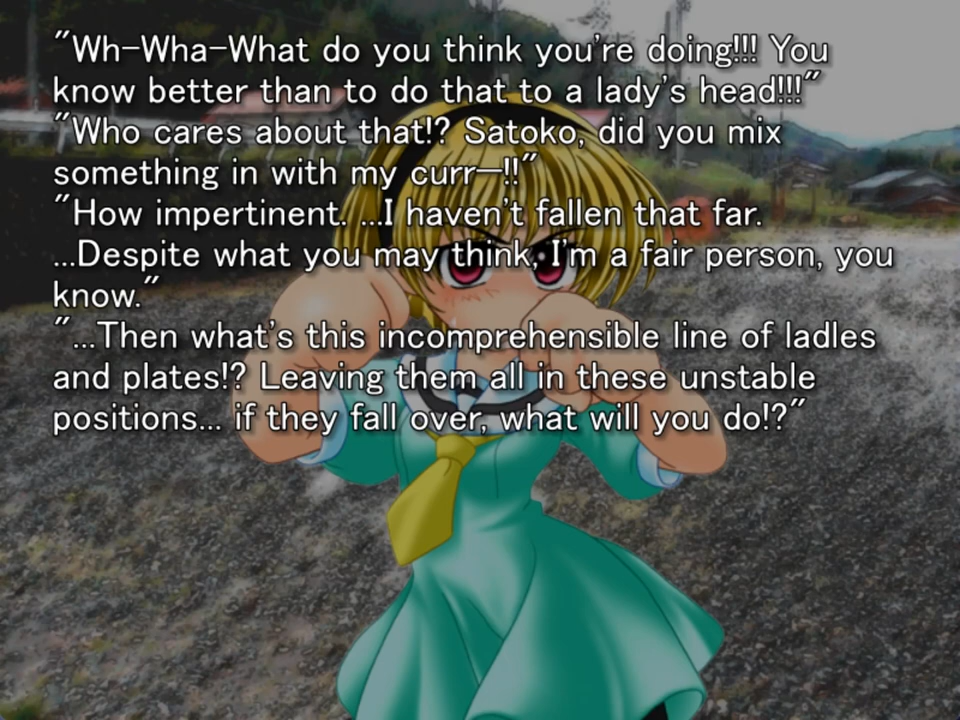 "Wh-Wha-What do you think you're doing!!! You
know better than to do that to a lady's head!!!"
"Who cares about that!? Satoko, did you mix
something in with my curr—!!"
"How impertinent. ...I haven't fallen that far.
...Despite what you may think, I'm a fair person, you
know."
"...Then what's this incomprehensible line of ladles
and plates!? Leaving them all in these unstable
positions... if they fall over, what will you do!?"